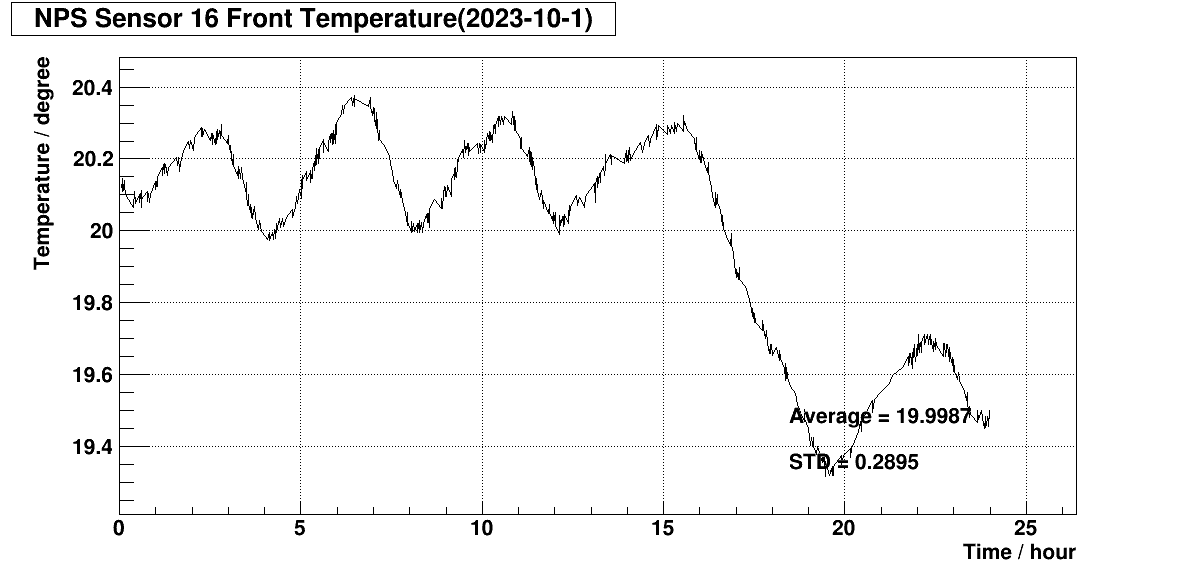 NPS Sensor 16 Front Temperature(2023-10-1)
Temperature / degree
20.4
20.2
20
19.8
19.6
19.4
Average = 19.9987
STD = 0.2895
0 5 10 15 20 25
Time / hour